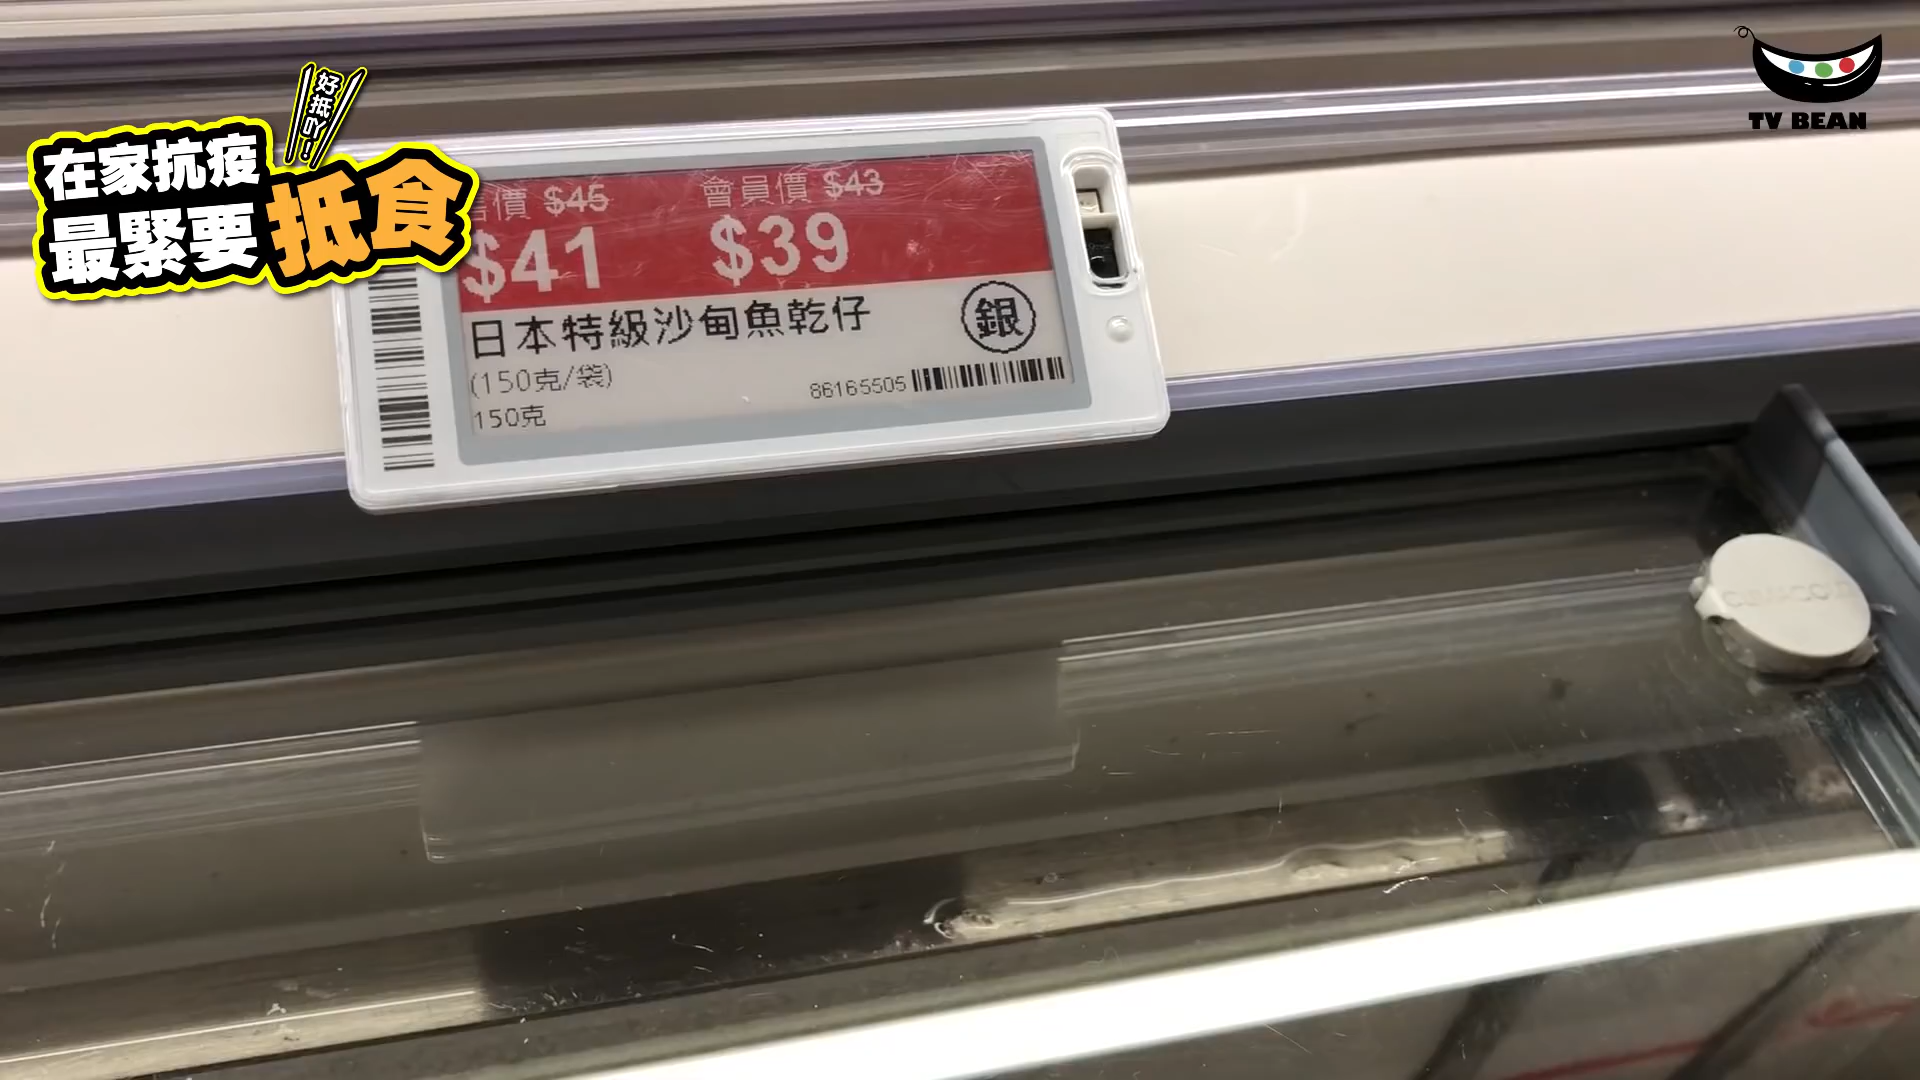 好抵吖!
在家抗疫
最緊要抵食
TV BEAN
售價 $45 會員價 $43
$41 $39
日本特級沙甸魚乾仔
銀
(150克/袋)
86165505
150克